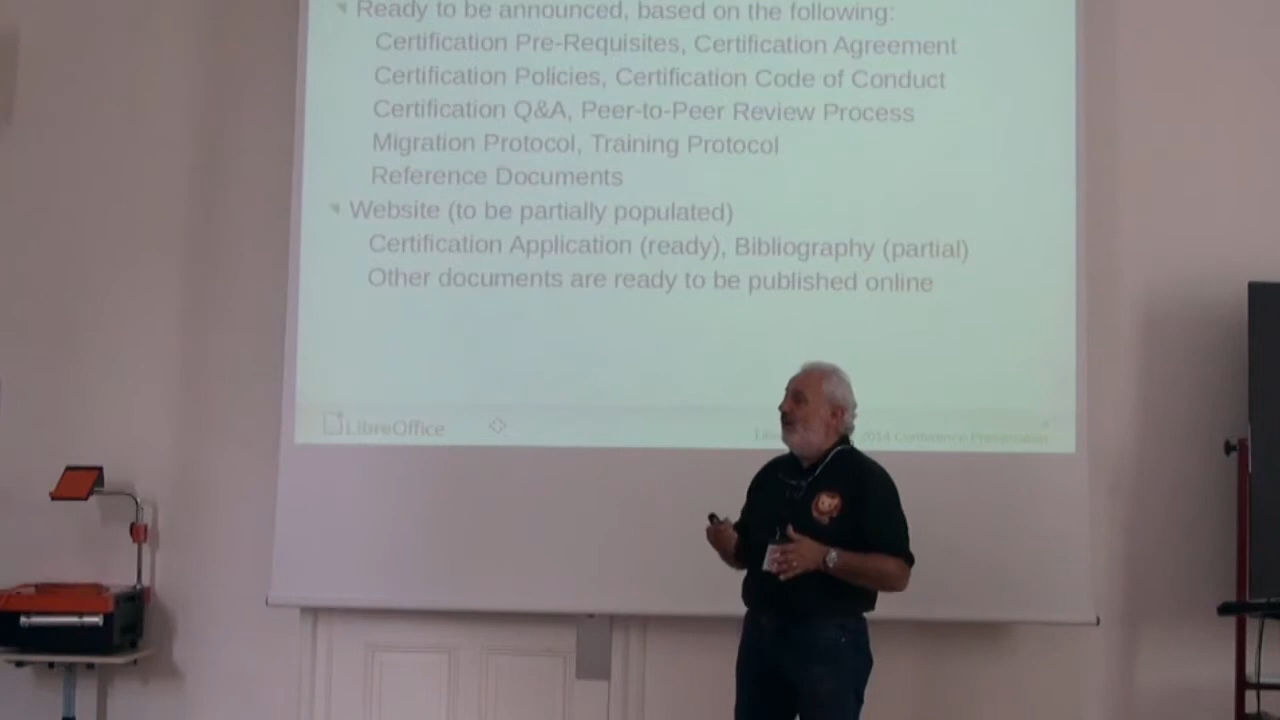 Ready to be announced, based on the following:
Certification Pre-Requisites, Certification Agreement
Certification Policies, Certification Code of Conduct
Certification Q&A, Peer-to-Peer Review Process
Migration Protocol, Training Protocol
Reference Documents
Website (to be partially populated)
Certification Application (ready), Bibliography (partial)
Other documents are ready to be published online
LibreOffice
2014 Conference Presentation